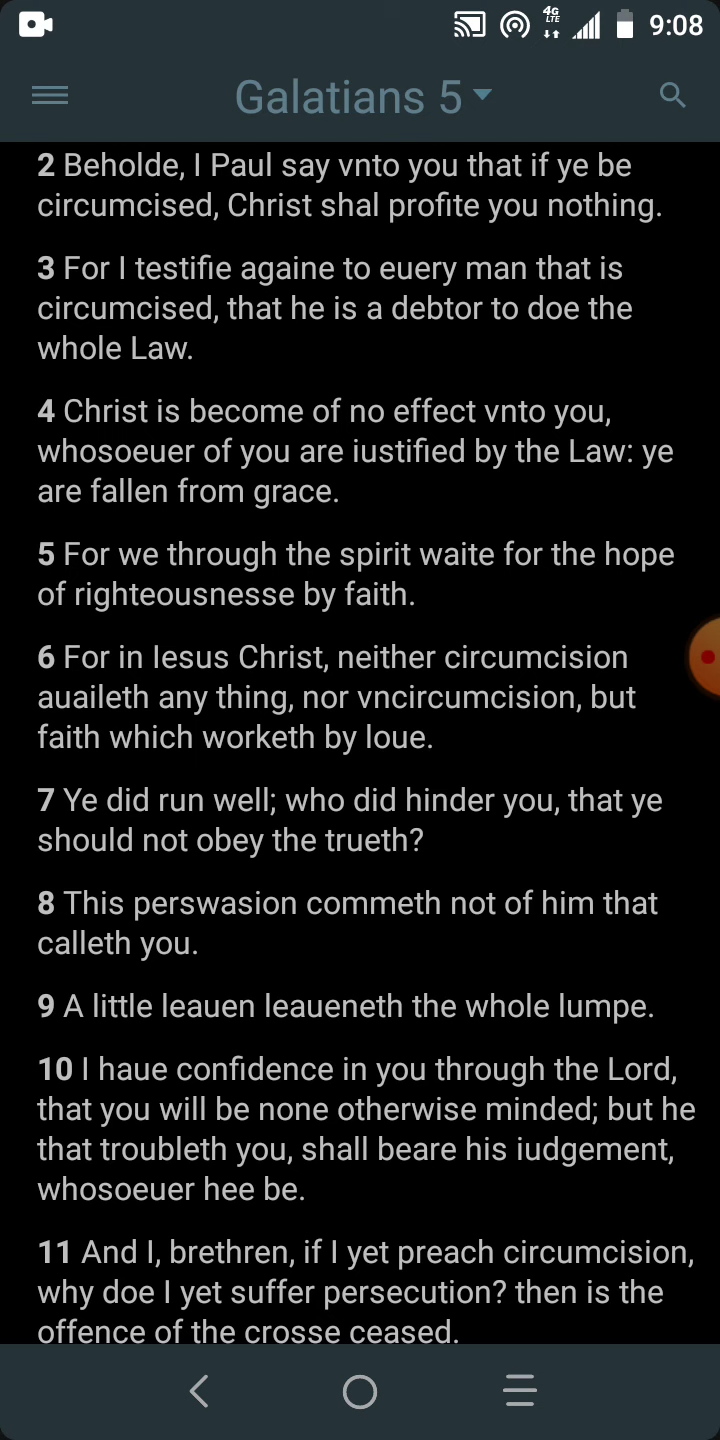 4G
LTE
9:08
Galatians 5
2 Beholde, I Paul say vnto you that if ye be
circumcised, Christ shal profite you nothing.
3 For I testifie againe to euery man that is
circumcised, that he is a debtor to doe the
whole Law.
4 Christ is become of no effect vnto you,
whosoeuer of you are iustified by the Law: ye
are fallen from grace.
5 For we through the spirit waite for the hope
of righteousnesse by faith.
6 For in Iesus Christ, neither circumcision
auaileth any thing, nor vncircumcision, but
faith which worketh by loue.
7 Ye did run well; who did hinder you, that ye
should not obey the trueth?
8 This perswasion commeth not of him that
calleth you.
9 A little leauen leaueneth the whole lumpe.
10 I haue confidence in you through the Lord,
that you will be none otherwise minded; but he
that troubleth you, shall beare his iudgement,
whosoeuer hee be.
11 And I, brethren, if I yet preach circumcision,
why doe I yet suffer persecution? then is the
offence of the crosse ceased.